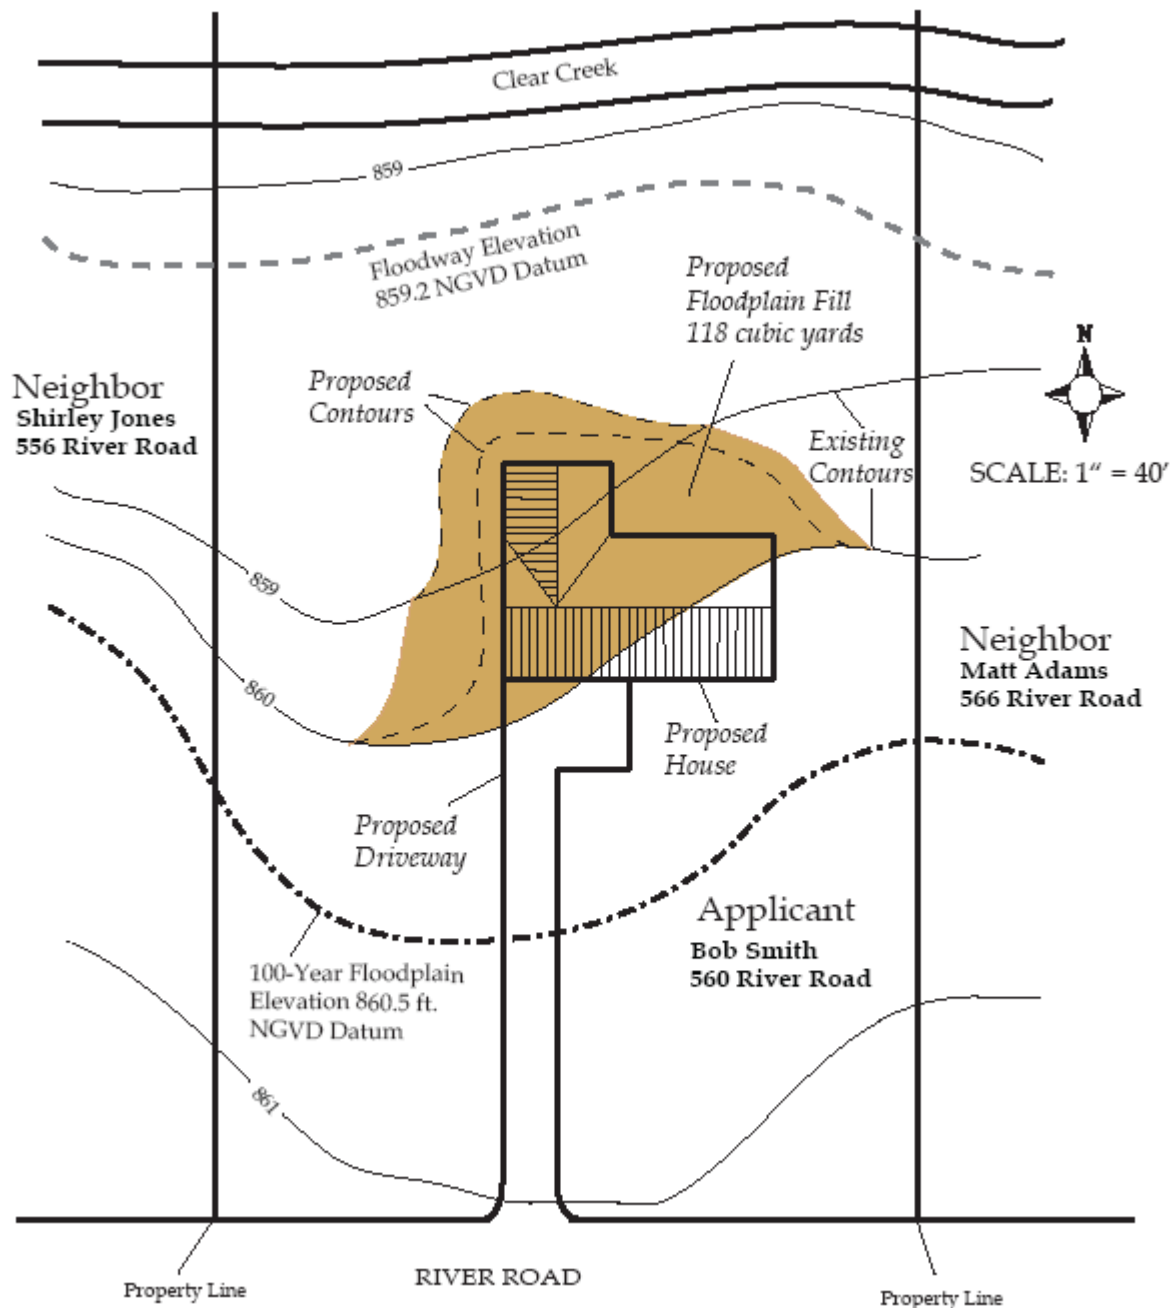 Clear Creek
859
Floodway Elevation
859.2 NGVD Datum
Proposed
Floodplain Fill
118 cubic yards
N
Neighbor
Shirley Jones
556 River Road
Proposed
Contours
Existing
Contours
SCALE: 1" = 40'
859
860
Neighbor
Matt Adams
566 River Road
Proposed
House
Proposed
Driveway
Applicant
Bob Smith
560 River Road
100-Year Floodplain
Elevation 860.5 ft.
NGVD Datum
861
RIVER ROAD
Property Line
Property Line